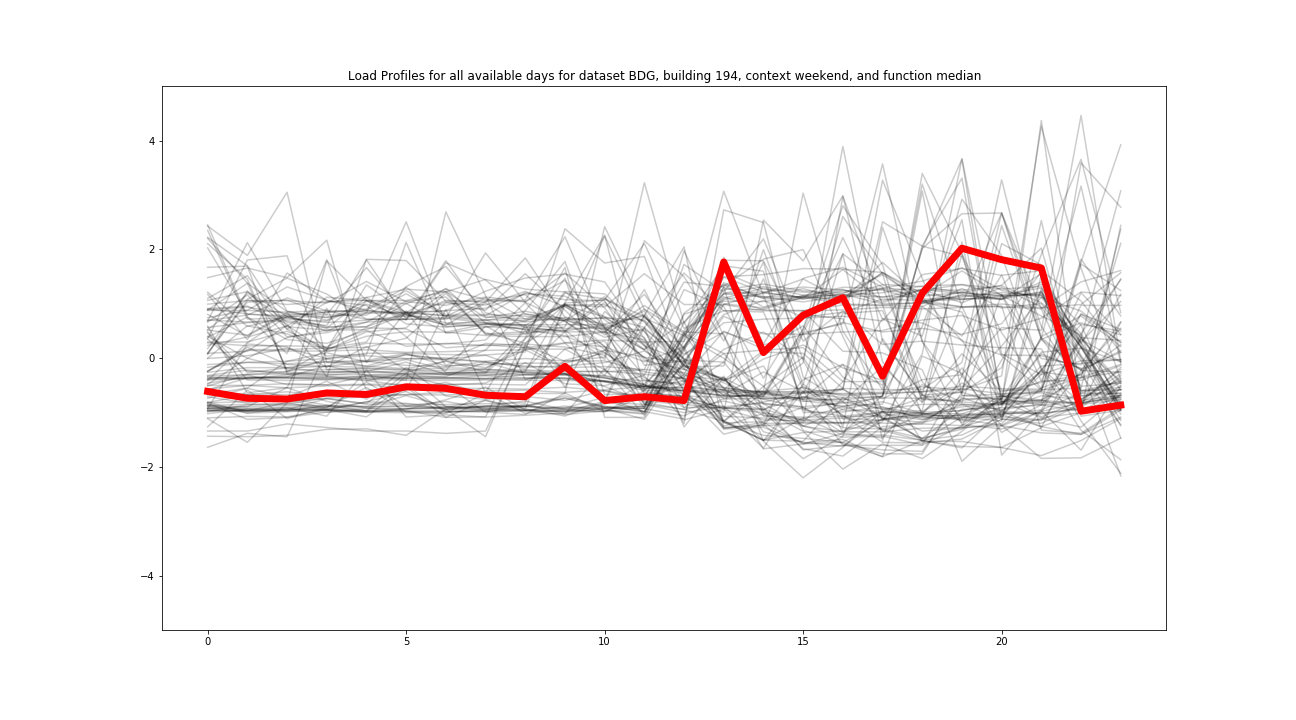 Load Profiles for all available days for dataset BDG, building 194, context weekend, and function median
4
2
0
−2
−4
0 5 10 15 20